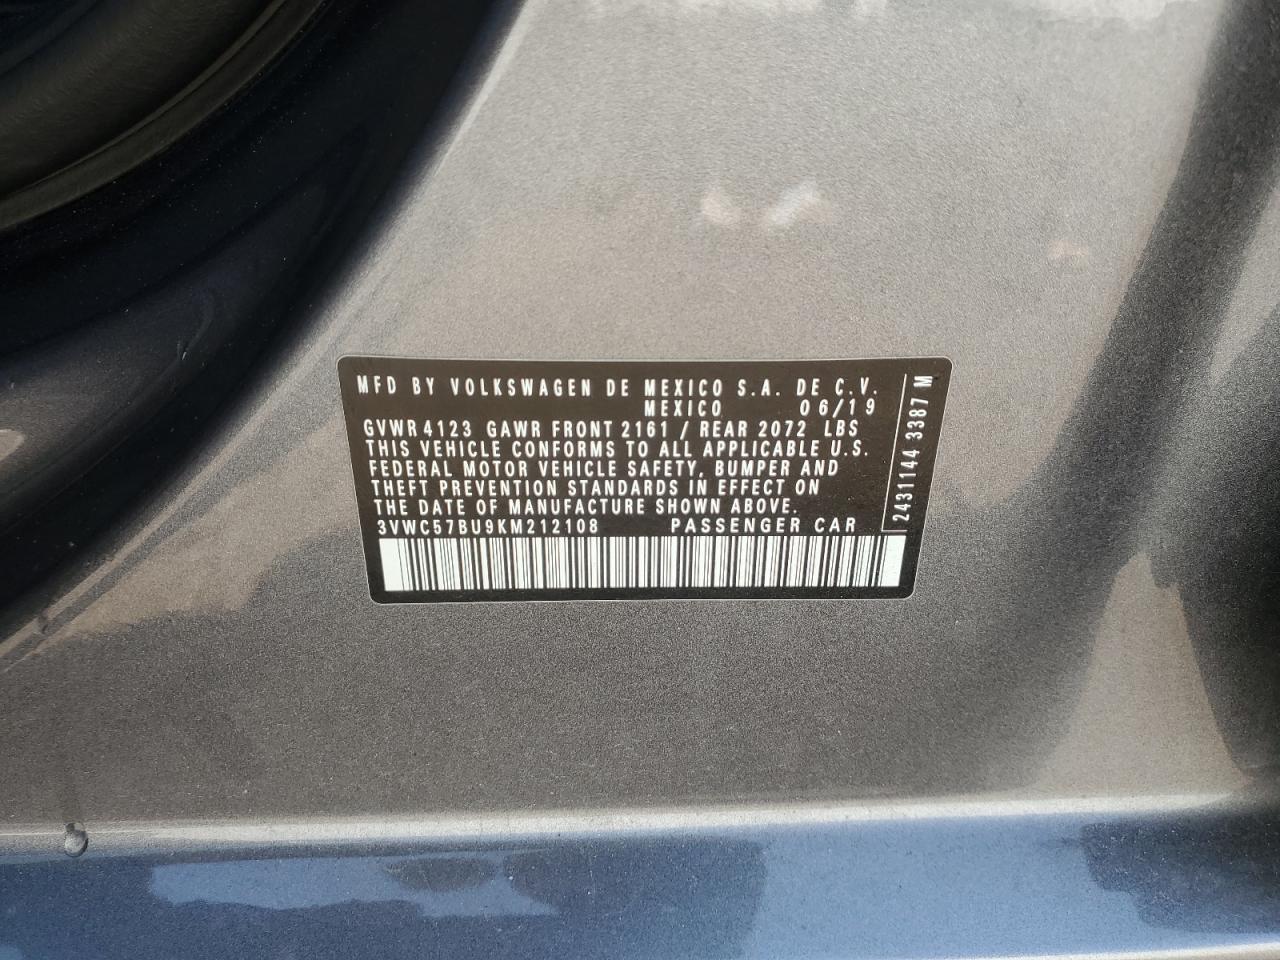 MFD BY VOLKSWAGEN DE MEXICO S.A. DE C.V.
MEXICO 06/19
GVWR 4123 GAWR FRONT 2161 / REAR 2072 LBS
THIS VEHICLE CONFORMS TO ALL APPLICABLE U.S.
FEDERAL MOTOR VEHICLE SAFETY, BUMPER AND
THEFT PREVENTION STANDARDS IN EFFECT ON
THE DATE OF MANUFACTURE SHOWN ABOVE.
3VWC57BU9KM212108 PASSENGER CAR
2431144 3387 M